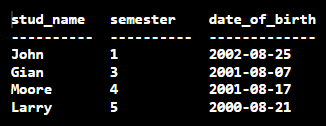 stud_name   semester    date_of_birth
----------  ----------  -------------
John        1           2002-08-25
Gian        3           2001-08-07
Moore       4           2001-08-17
Larry       5           2000-08-21